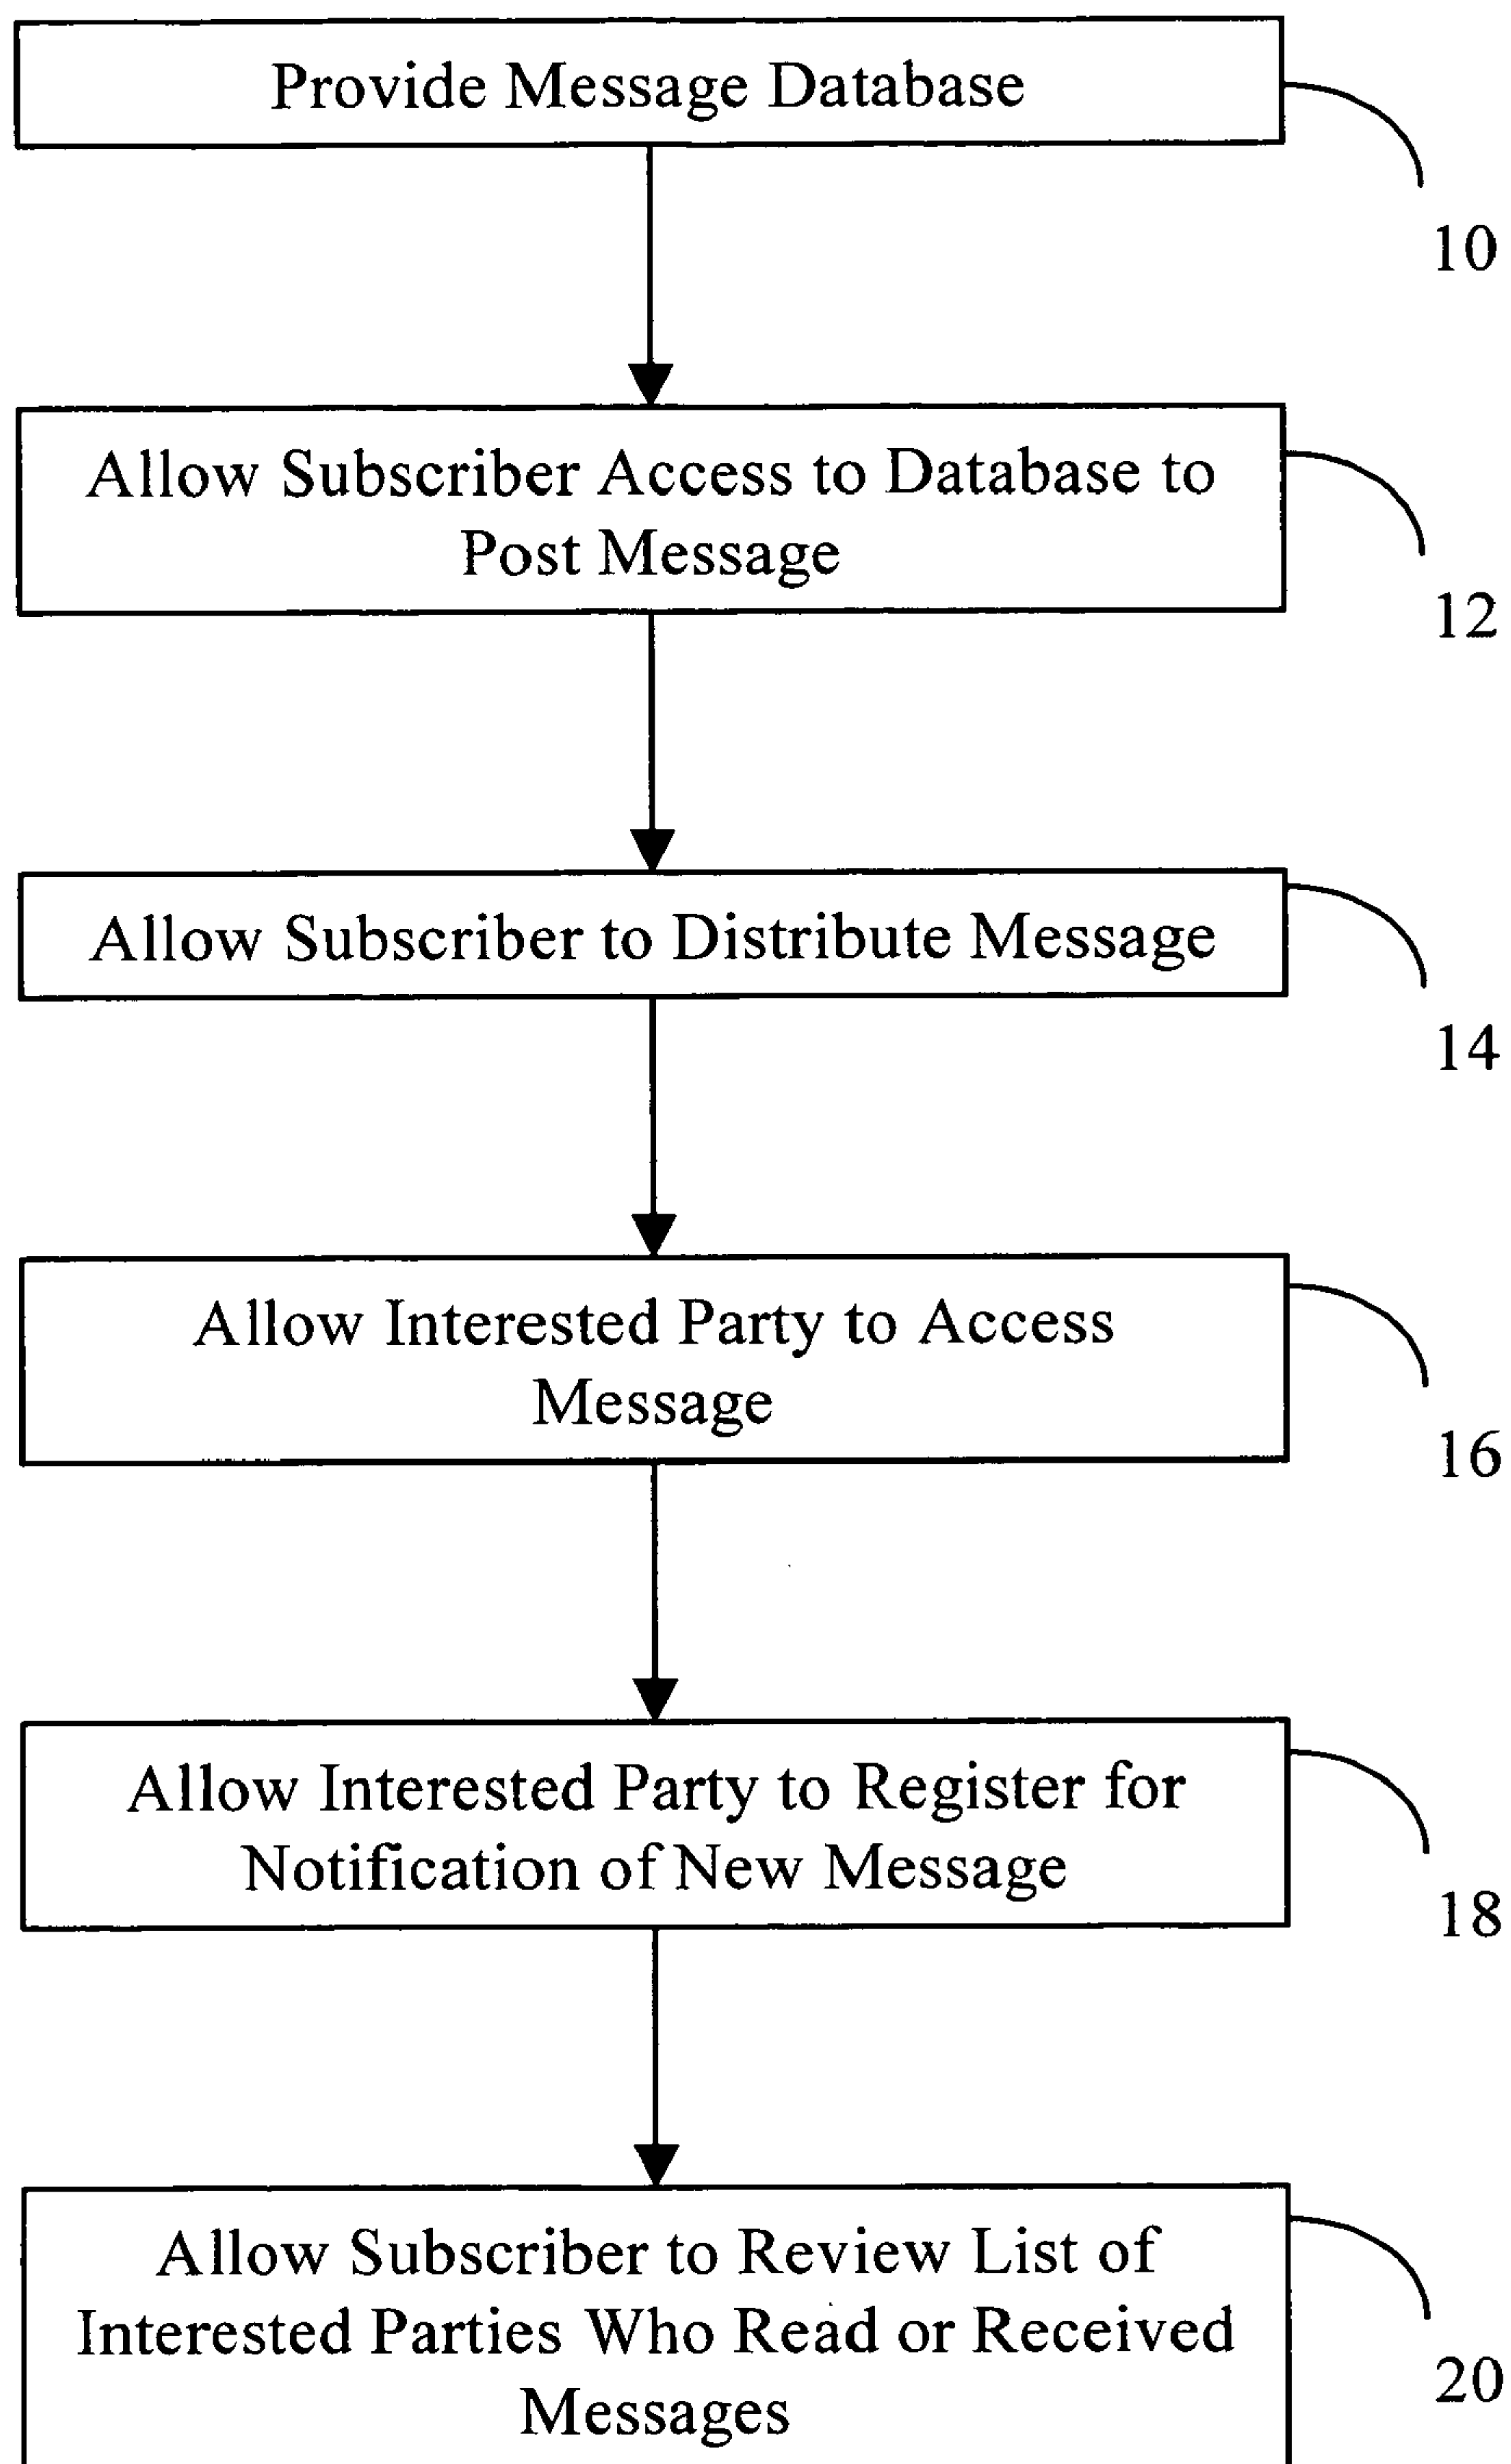 Provide Message Database
10
Allow Subscriber Access to Database to
Post Message
12
Allow Subscriber to Distribute Message
14
Allow Interested Party to Access
Message
16
Allow Interested Party to Register for
Notification of New Message
18
Allow Subscriber to Review List of
Interested Parties Who Read or Received
Messages
20